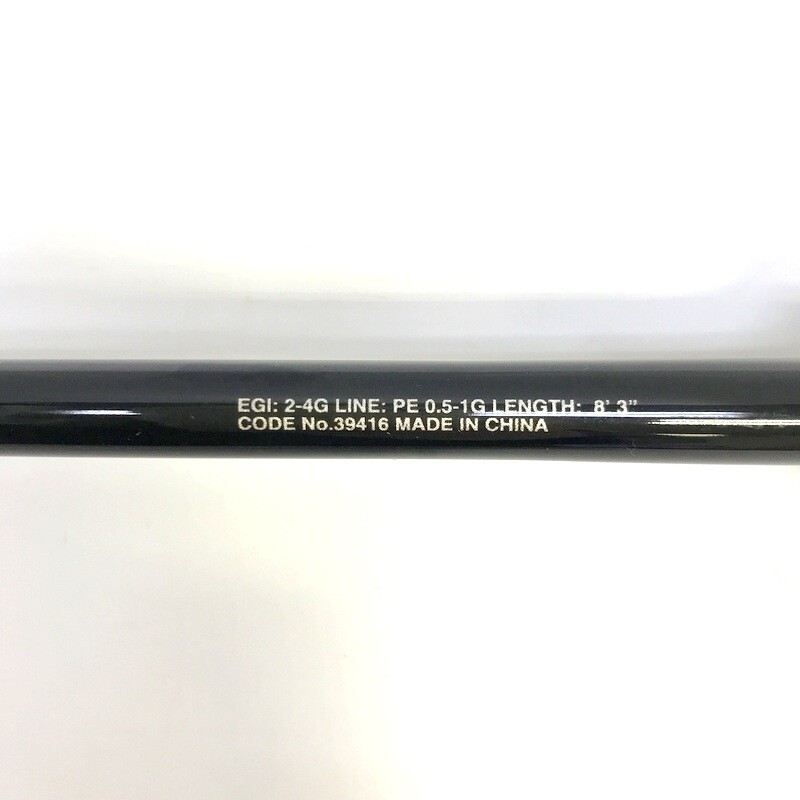 EGI: 2-4G LINE: PE 0.5-1G LENGTH: 8' 3”
CODE No.39416 MADE IN CHINA